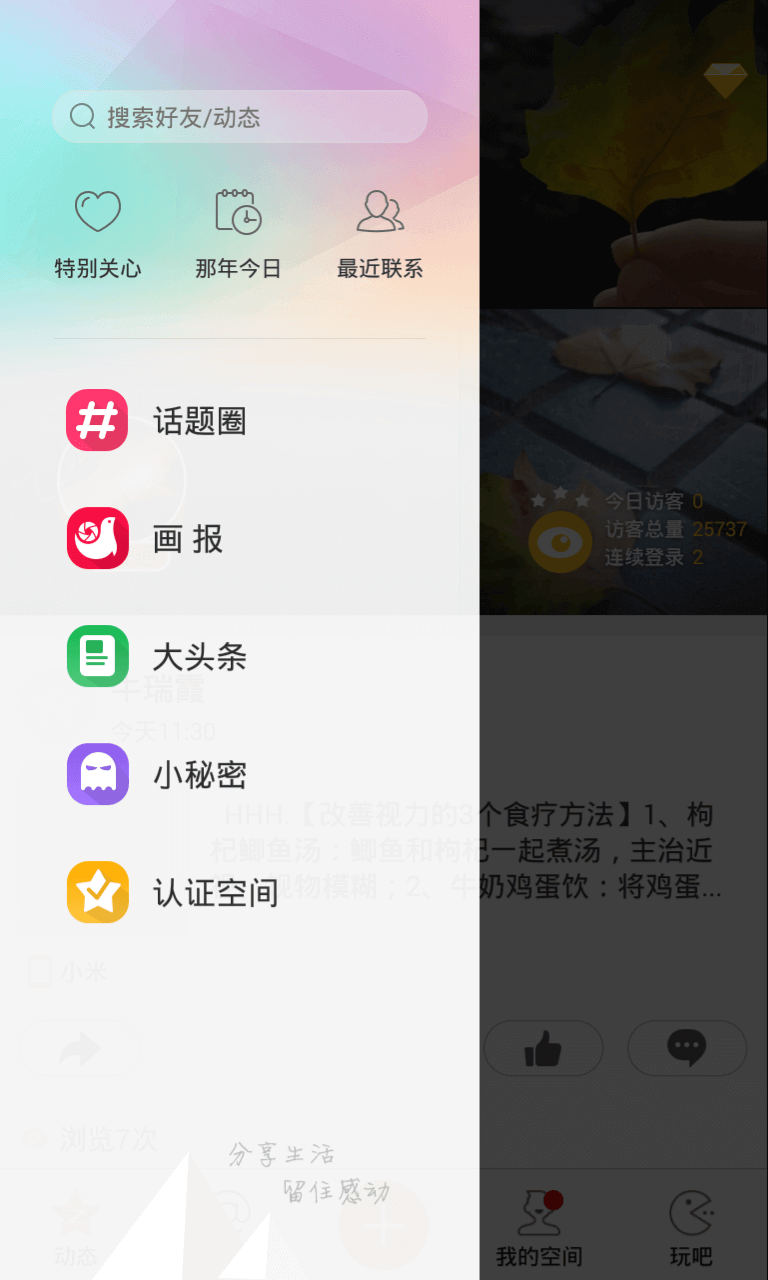 搜索好友/动态
特别关心
那年今日
最近联系
话题圈
画 报
大头条
小秘密
认证空间
今日访客 0
访客总量 25737
连续登录 2
牛瑞霞
今天11:30
HHH.【改善视力的3个食疗方法】1、枸
杞鲫鱼汤：鲫鱼和枸杞一起煮汤，主治近
视物模糊；2、牛奶鸡蛋饮：将鸡蛋...
小米
浏览7次
分享生活
留住感动
动态
我的空间
玩吧